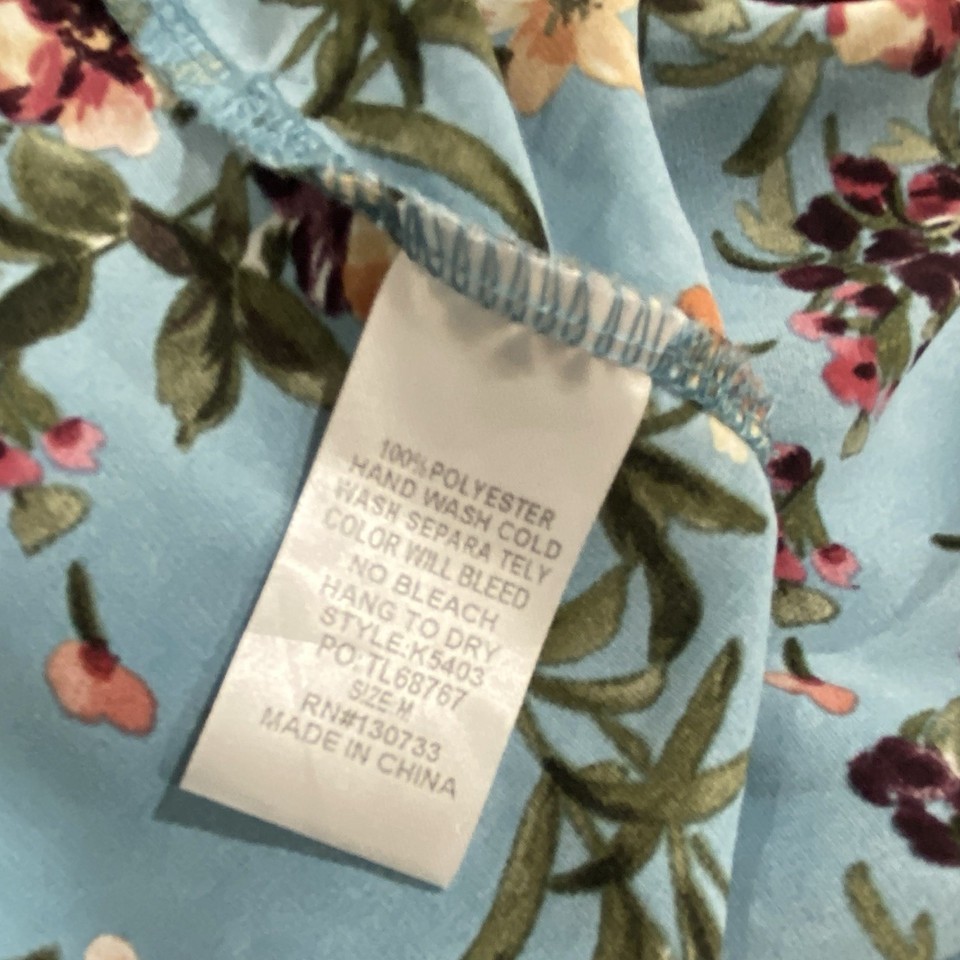 100% POLYESTER
HAND WASH COLD
WASH SEPARA TELY
COLOR WILL BLEED
NO BLEACH
HANG TO DRY
STYLE:K5403
PO:TL68767
SIZE:M
RN#130733
MADE IN CHINA